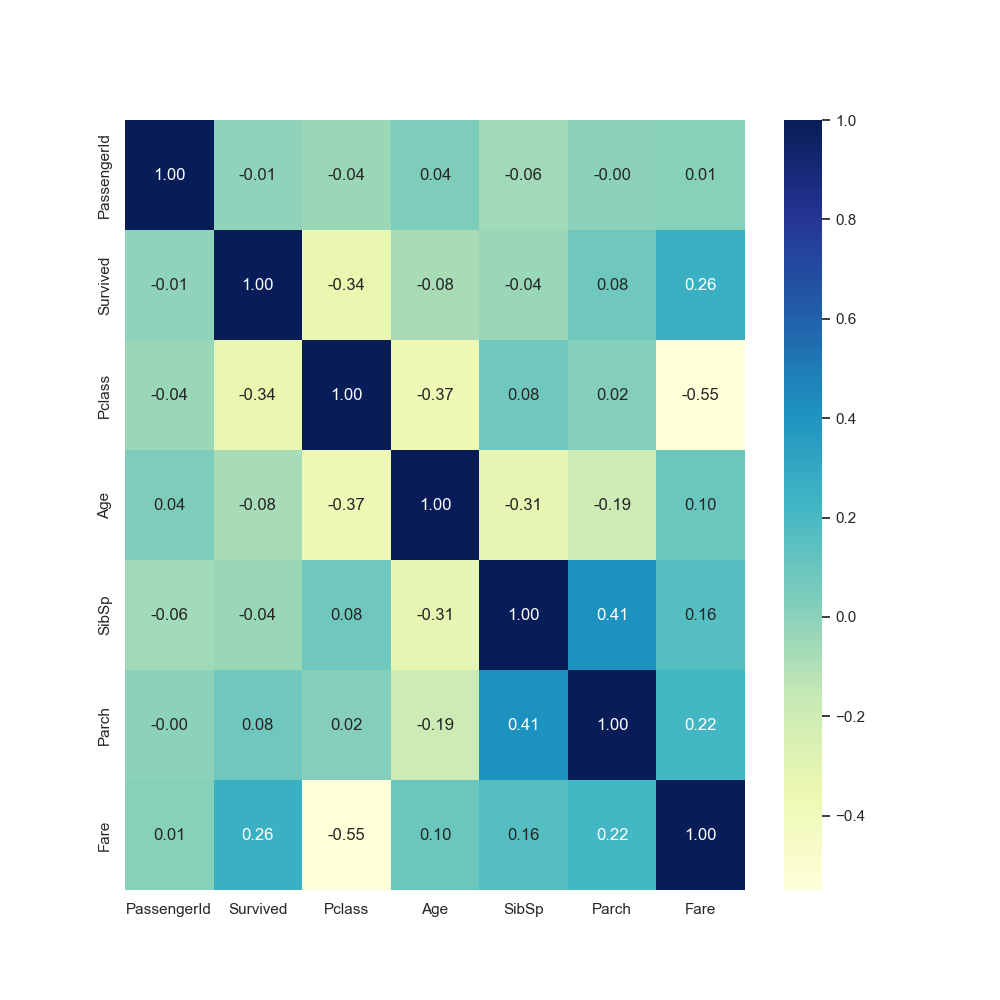 PassengerId 1.00 -0.01 -0.04 0.04 -0.06 -0.00 0.01
Survived -0.01 1.00 -0.34 -0.08 -0.04 0.08 0.26
Pclass -0.04 -0.34 1.00 -0.37 0.08 0.02 -0.55
Age 0.04 -0.08 -0.37 1.00 -0.31 -0.19 0.10
SibSp -0.06 -0.04 0.08 -0.31 1.00 0.41 0.16
Parch -0.00 0.08 0.02 -0.19 0.41 1.00 0.22
Fare 0.01 0.26 -0.55 0.10 0.16 0.22 1.00
PassengerId Survived Pclass Age SibSp Parch Fare
1.0
0.8
0.6
0.4
0.2
0.0
−0.2
−0.4